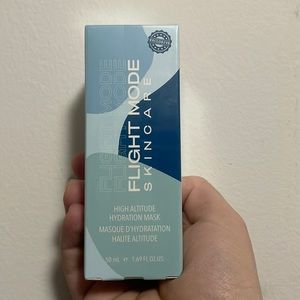 FLIGHT MODE
SKINCARE
HIGH ALTITUDE
HYDRATION MASK
MASQUE D'HYDRATATION
HAUTE ALTITUDE
50 mL e 1.69 FL.OZ.US.